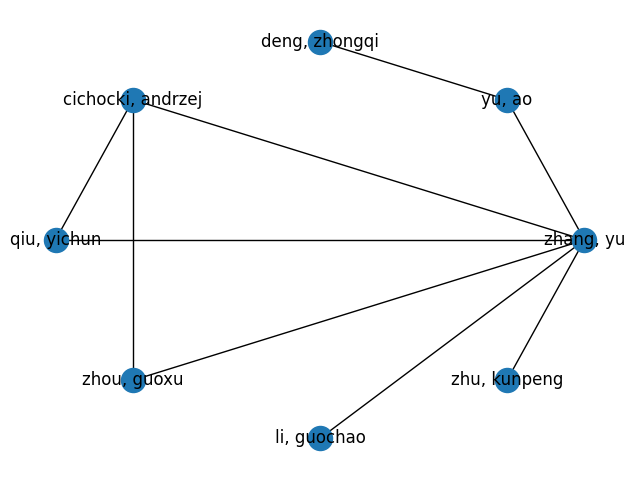 deng, zhongqi
cichocki, andrzej
yu, ao
qiu, yichun
zhang, yu
zhou, guoxu
zhu, kunpeng
li, guochao